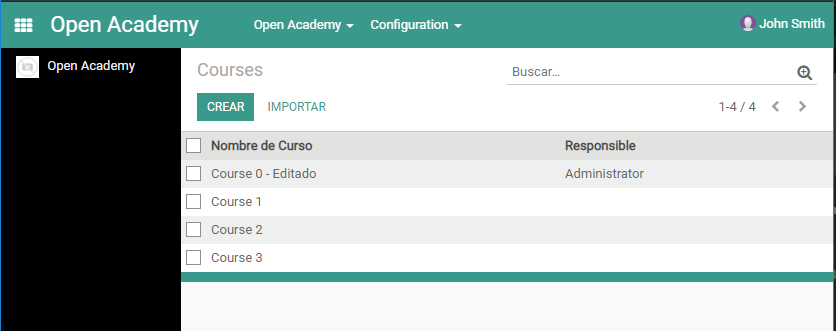 Open Academy Open Academy Configuration John Smith
Open Academy
Courses Buscar...
CREAR IMPORTAR 1-4 / 4
Nombre de Curso Responsible
Course 0 - Editado Administrator
Course 1
Course 2
Course 3